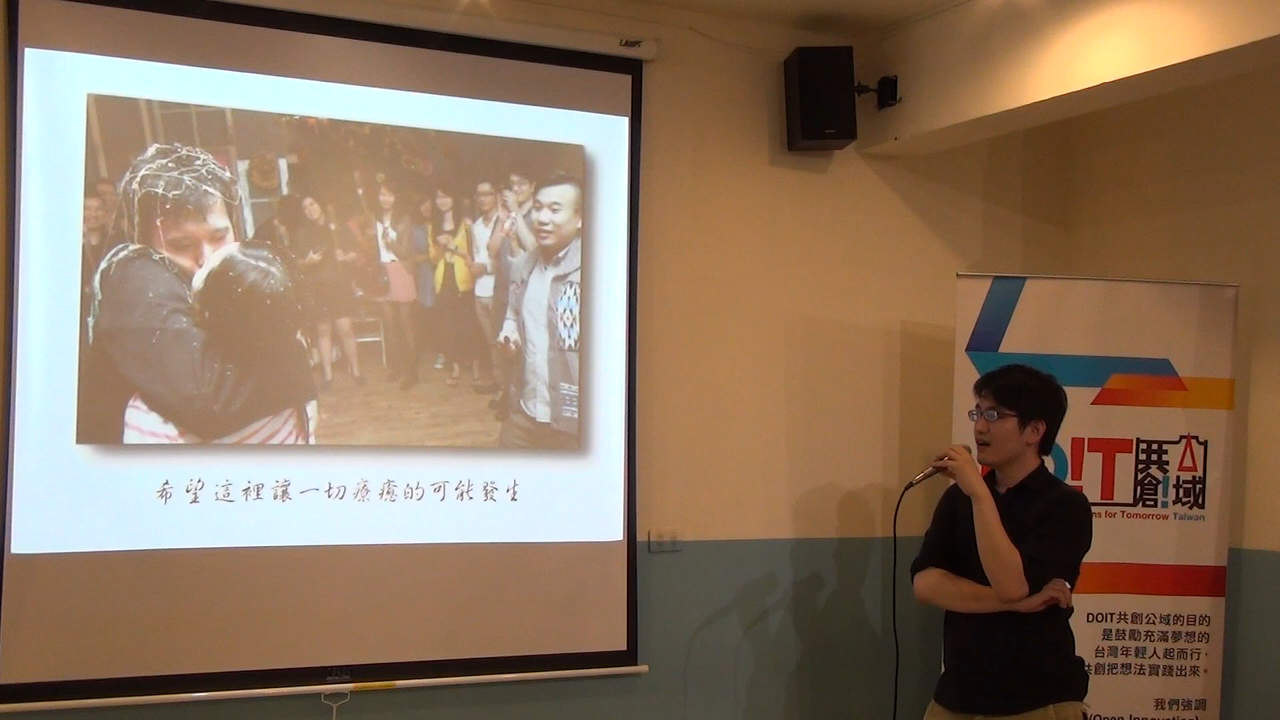 希望這裡讓一切療癒的可能發生
!T
共創!公域
ns for Tomorrow Taiwan
DOIT共創公域的目的
是鼓勵充滿夢想的
台灣年輕人起而行，
共創把想法實踐出來。
我們強調
(Open Innovation)